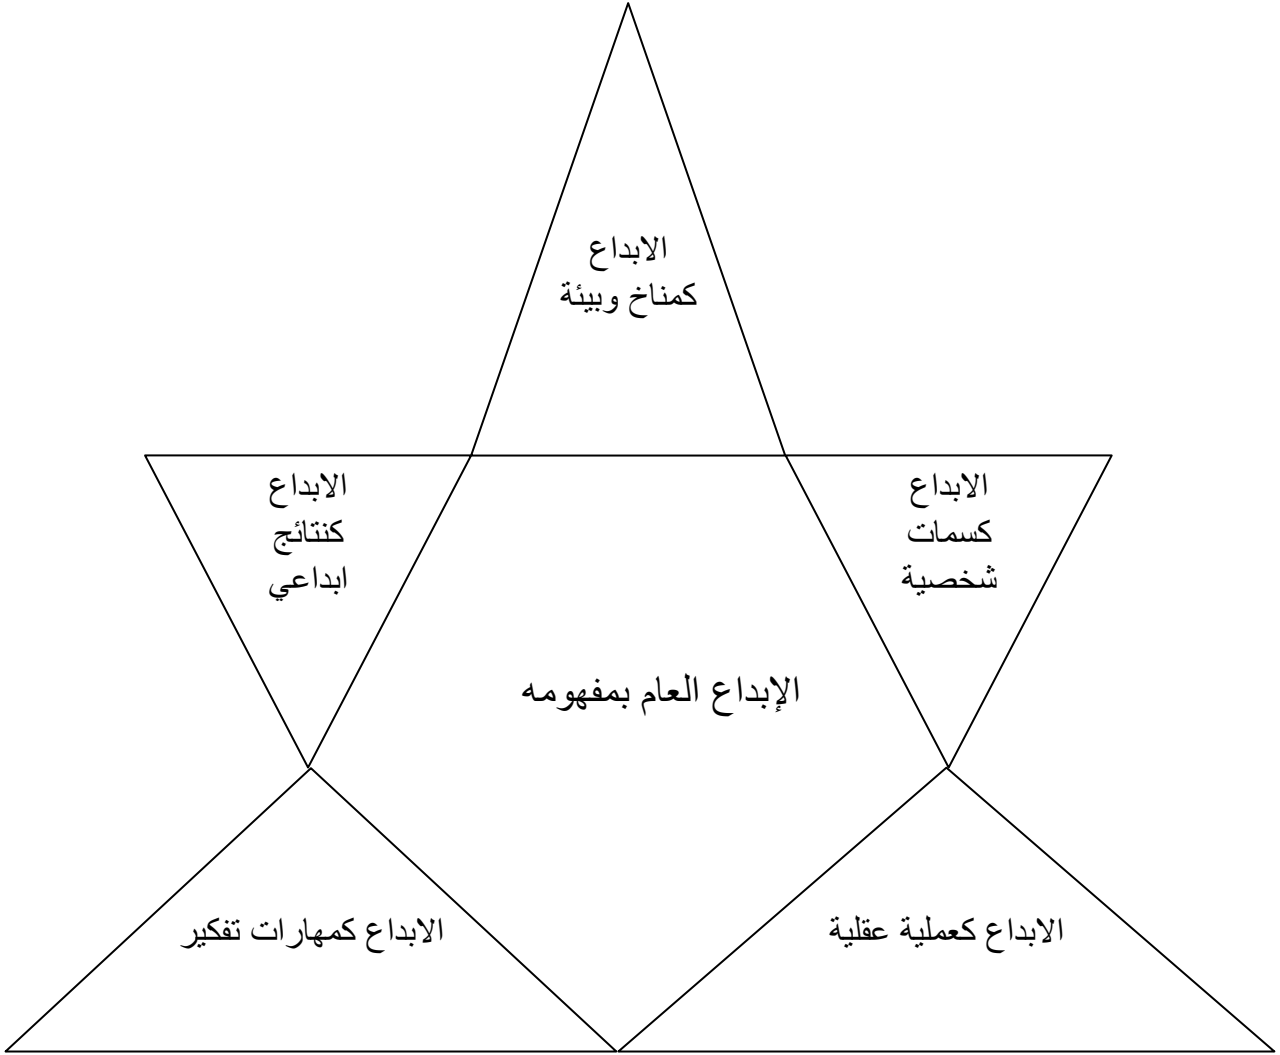 الابداع
كمناخ وبيئة
الابداع
كسمات
شخصية
الابداع
كنتائج
ابداعي
الإبداع العام بمفهومه
الابداع كعملية عقلية
الابداع كمهارات تفكير